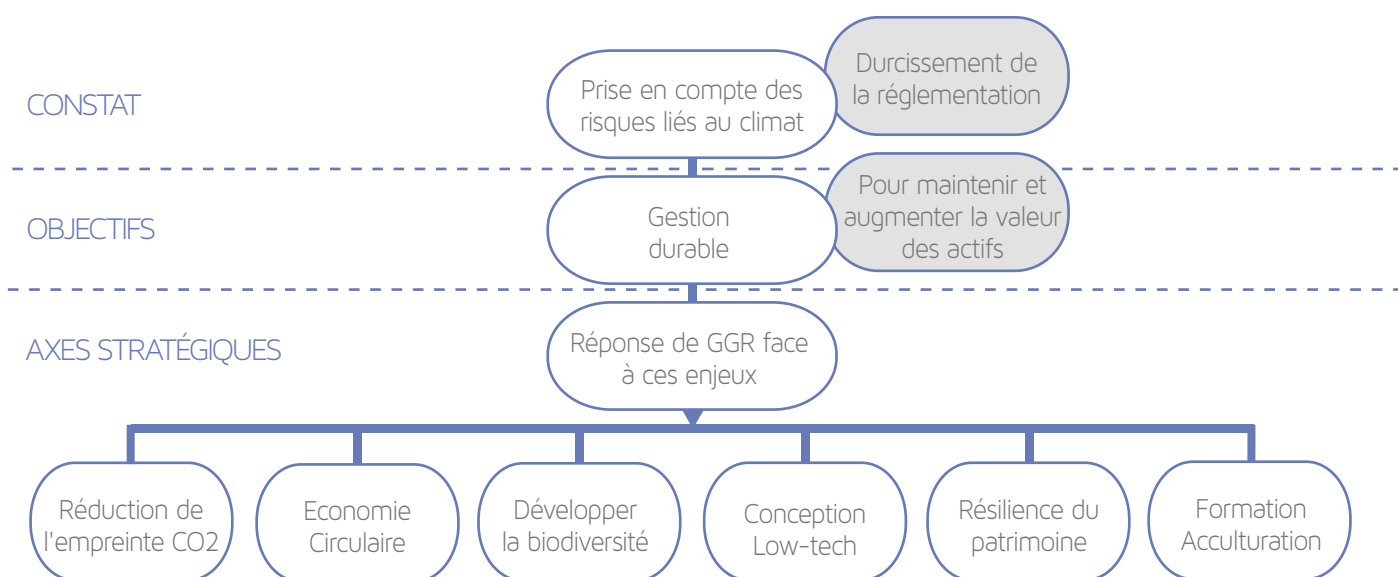 CONSTAT
Prise en compte des
risques liés au climat
Durcissement de
la réglementation
OBJECTIFS
Gestion
durable
Pour maintenir et
augmenter la valeur
des actifs
AXES STRATÉGIQUES
Réponse de GGR face
à ces enjeux
Réduction de
l'empreinte CO2
Economie
Circulaire
Développer
la biodiversité
Conception
Low-tech
Résilience du
patrimoine
Formation
Acculturation